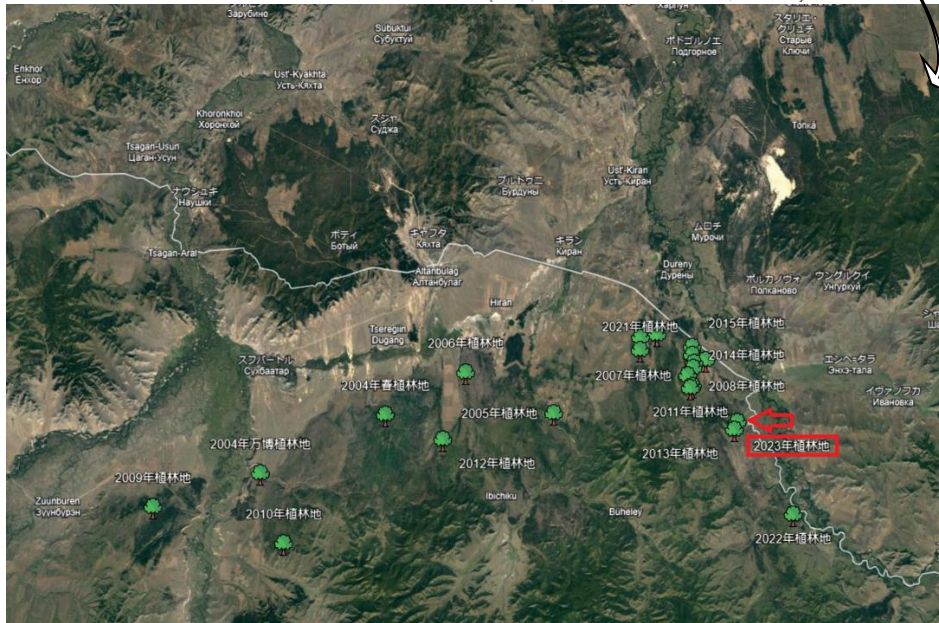 Зарубино
Subuktui
Субуктуй
Харлун
スタリエ・
クリュチ
Старые
Ключи
ポドゴルノエ
Подгорное
Enkhor
Енхор
Ust'-Kyakhta
Усть-Кяхта
Khoronkhoi
Хоронхой
スジャ
Суджа
Tonka
Tsagan-Usun
Цаган-Усун
Ust'-Kiran
Усть-Киран
ブルドゥニ
Бурдуны
ナウシュキ
Наушки
ムロチ
Мурочи
ボティ
Ботый
キャフタ
Кяхта
キラン
Киран
Tsagan-Aral
Altanbulag
Алтанбулаг
Dureny
Дурены
ポルカノヴォ
Полканово
ウングルクイ
Унгуркуй
Hiran
Tseregiin
Dugang
2006年植林地
2021年植林地
2015年植林地
スフバートル
Сүхбаатар
2014年植林地
エンヘ=タラ
Энхэ-тала
2004年春植林地
2007年植林地
2008年植林地
イヴァノフカ
Ивановка
2005年植林地
2011年植林地
2004年万博植林地
2013年植林地
2023年植林地
2012年植林地
2009年植林地
Zuunburen
Зүүнбүрэн
Ibichiku
2010年植林地
Buheley
2022年植林地